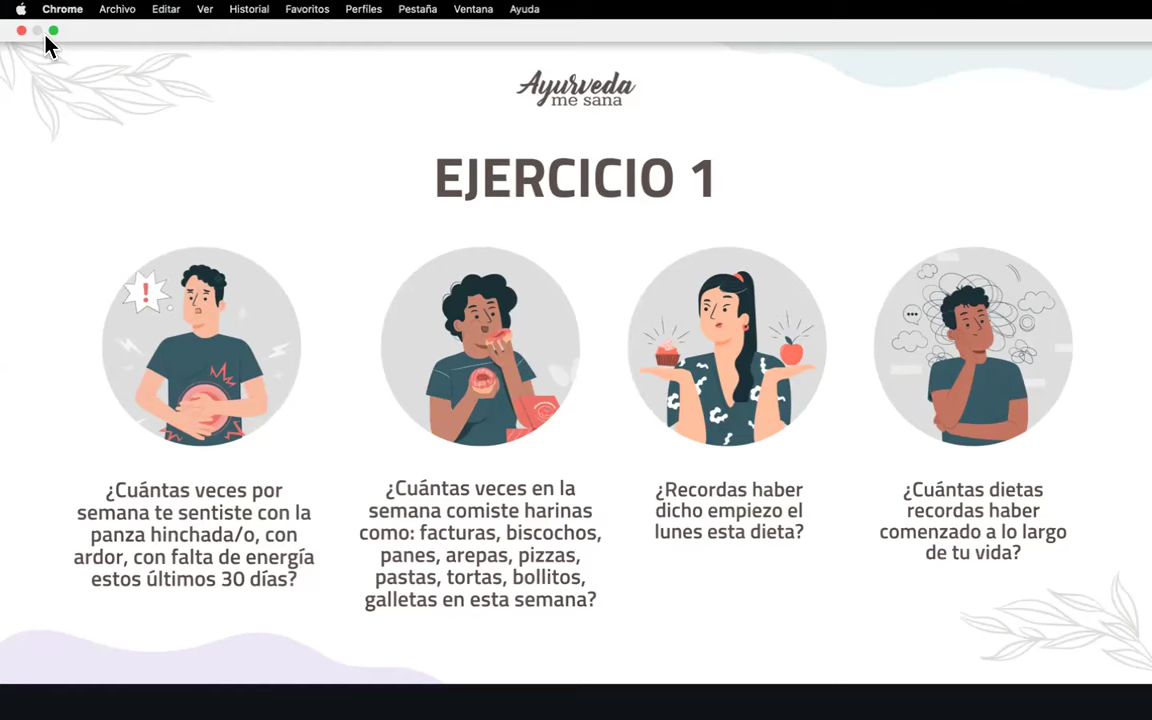 Chrome Archivo Editar Ver Historial Favoritos Perfiles Pestaña Ventana Ayuda
Ayurveda
me sana
EJERCICIO 1
¿Cuántas veces por
semana te sentiste con la
panza hinchada/o, con
ardor, con falta de energía
estos últimos 30 días?
¿Cuántas veces en la
semana comiste harinas
como: facturas, biscochos,
panes, arepas, pizzas,
pastas, tortas, bollitos,
galletas en esta semana?
¿Recordas haber
dicho empiezo el
lunes esta dieta?
¿Cuántas dietas
recordas haber
comenzado a lo largo
de tu vida?